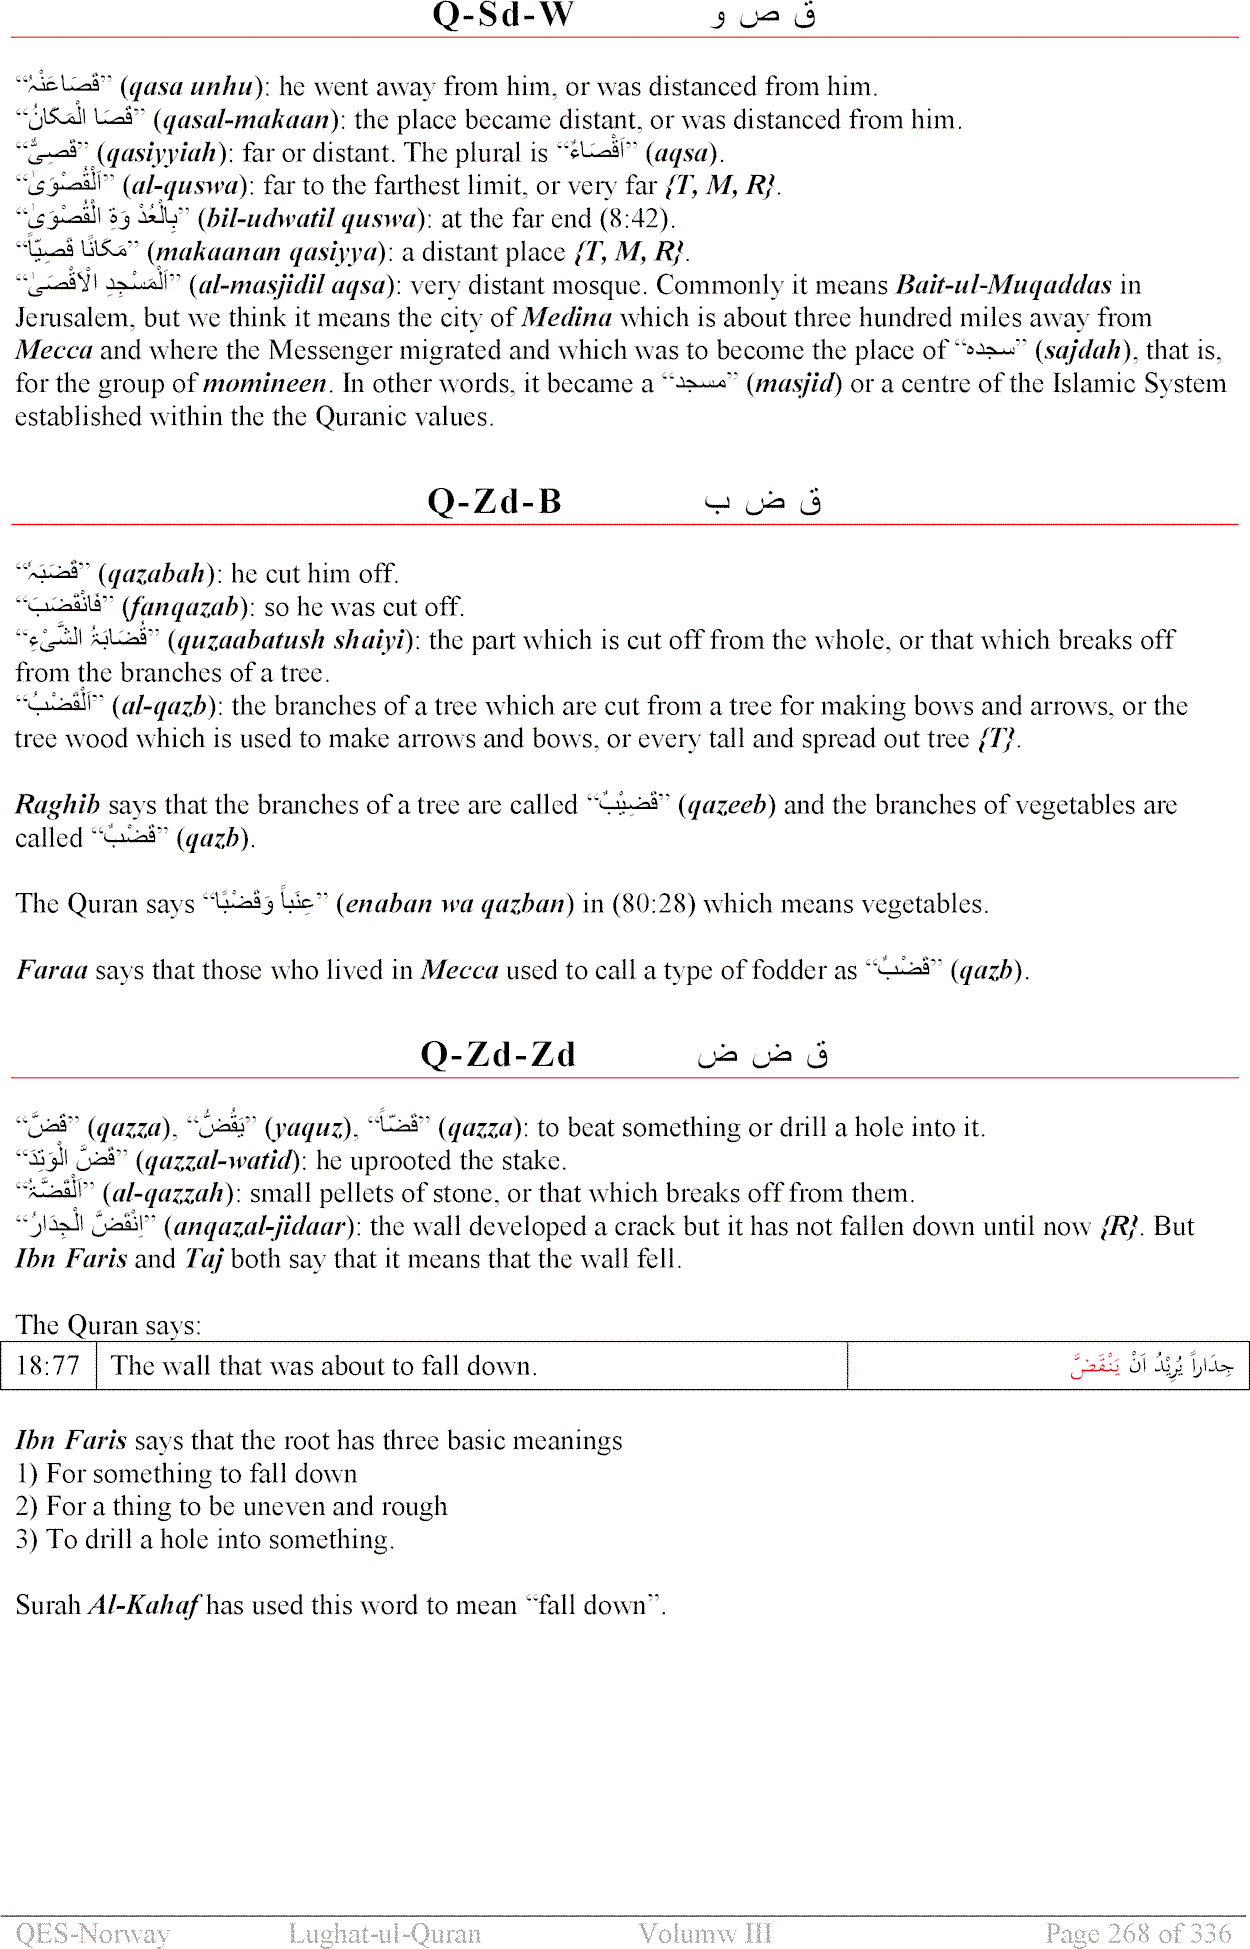 Q-Sd-W ق ص و
“قَصَاعَنْہُ” (qasa unhu): he went away from him, or was distanced from him.
“قَصَا الْمَکَانُ” (qasal-makaan): the place became distant, or was distanced from him.
“قَصِیٌّ” (qasiyyiah): far or distant. The plural is “اَقْصَاءٌ” (aqsa).
“اَلْقُصْوَیٰ” (al-quswa): far to the farthest limit, or very far {T, M, R}.
“بِالْعُدْ وَۃِ الْقُصْوَیٰ” (bil-udwatil quswa): at the far end (8:42).
“مَکَانًا قَصِیّاً” (makaanan qasiyya): a distant place {T, M, R}.
“اَلْمَسْجِدِ الْاَقْصَیٰ” (al-masjidil aqsa): very distant mosque. Commonly it means Bait-ul-Muqaddas in
Jerusalem, but we think it means the city of Medina which is about three hundred miles away from
Mecca and where the Messenger migrated and which was to become the place of “سجدہ” (sajdah), that is,
for the group of momineen. In other words, it became a “مسجد” (masjid) or a centre of the Islamic System
established within the the Quranic values.
Q-Zd-B ق ض ب
“قَضَبَہٗ” (qazabah): he cut him off.
“فَانْقَضَبَ” (fanqazab): so he was cut off.
“قُضَابَۃُ الشَّیْءِ” (quzaabatush shaiyi): the part which is cut off from the whole, or that which breaks off
from the branches of a tree.
“اَلْقَضْبُ” (al-qazb): the branches of a tree which are cut from a tree for making bows and arrows, or the
tree wood which is used to make arrows and bows, or every tall and spread out tree {T}.
Raghib says that the branches of a tree are called “قَضِیْبٌ” (qazeeb) and the branches of vegetables are
called “قَضْبٌ” (qazb).
The Quran says “عِنَباً وَقَضْبًا” (enaban wa qazban) in (80:28) which means vegetables.
Faraa says that those who lived in Mecca used to call a type of fodder as “قَضْبٌ” (qazb).
Q-Zd-Zd ق ض ض
“قَضَّ” (qazza), “یَقُضُّ” (yaquz), “قَضّاً” (qazza): to beat something or drill a hole into it.
“قَضَّ الْوَتِدَ” (qazzal-watid): he uprooted the stake.
“اَلْقَضَّۃُ” (al-qazzah): small pellets of stone, or that which breaks off from them.
“اِنْقَضَّ الْجِدَارُ” (anqazal-jidaar): the wall developed a crack but it has not fallen down until now {R}. But
Ibn Faris and Taj both say that it means that the wall fell.
The Quran says:
18:77 The wall that was about to fall down. جِدَاراً یُرِیْدُ اَنْ یَنْقَضَّ
Ibn Faris says that the root has three basic meanings
1) For something to fall down
2) For a thing to be uneven and rough
3) To drill a hole into something.
Surah Al-Kahaf has used this word to mean “fall down”.
QES-Norway Lughat-ul-Quran Volumw III Page 268 of 336